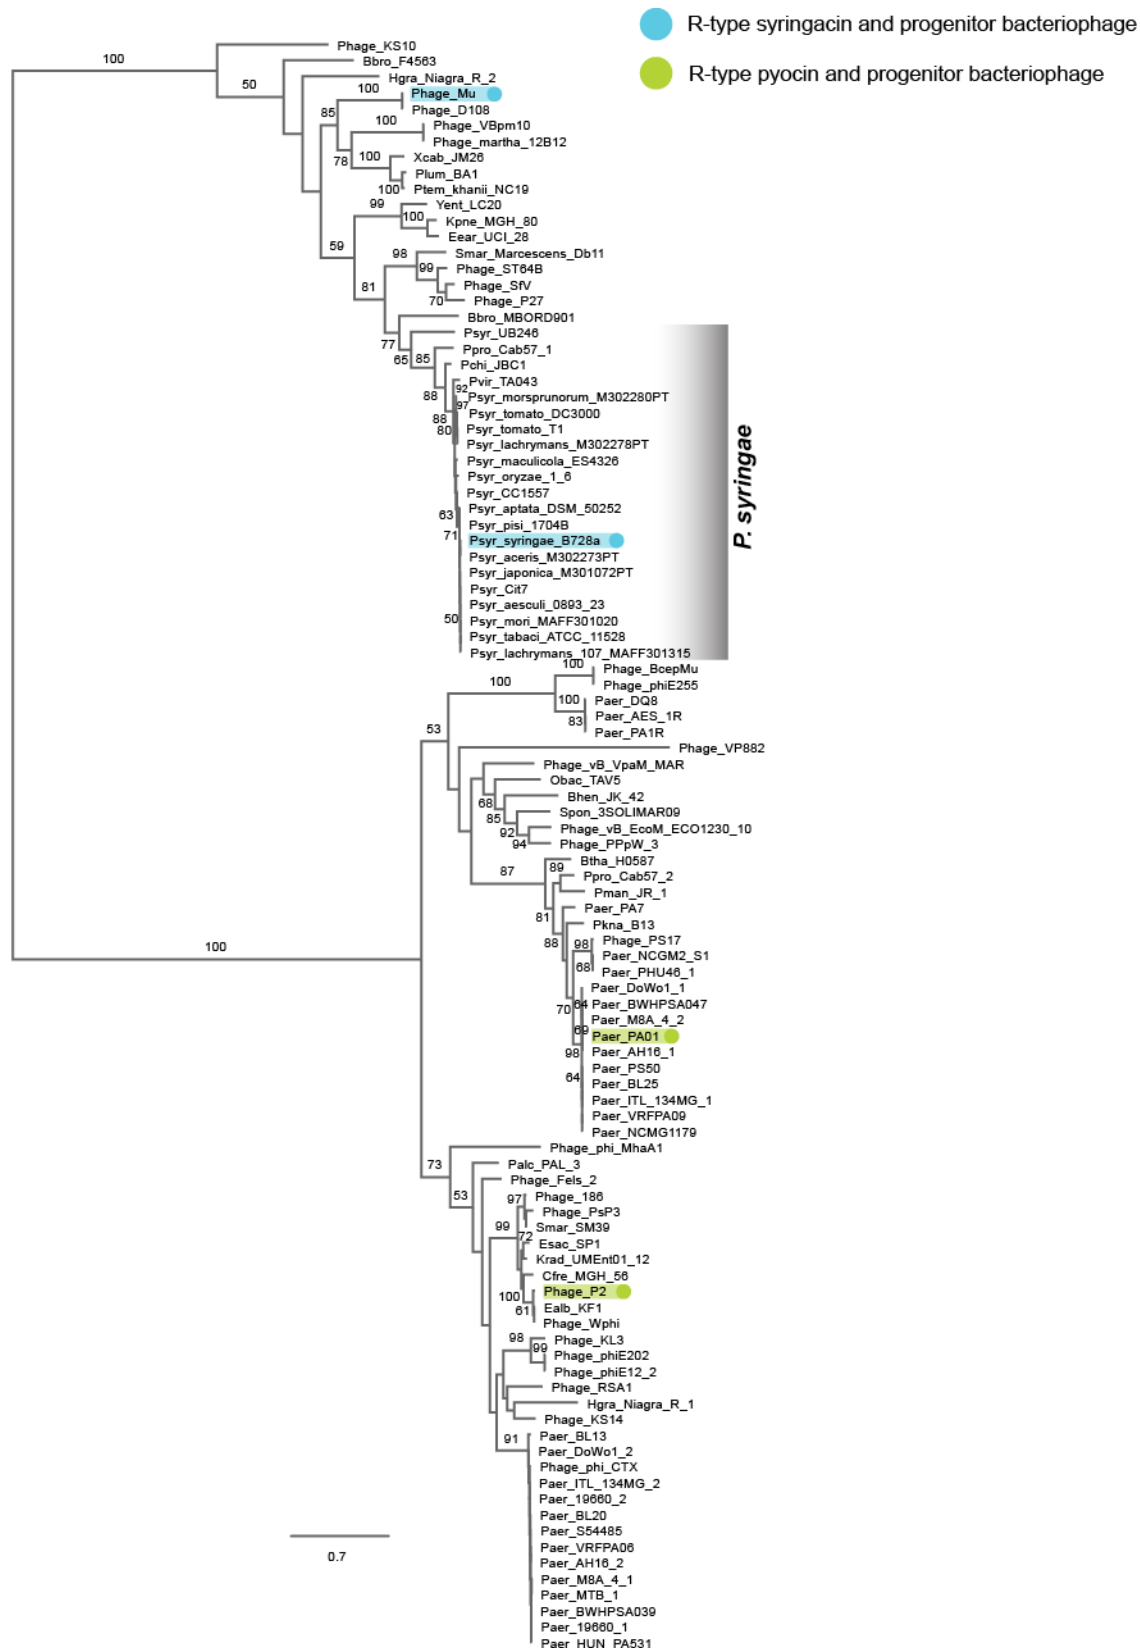 R-type syringacin and progenitor bacteriophage
R-type pyocin and progenitor bacteriophage
Phage_KS10
100
Bbro_F4563
50
Hgra_Niagra_R_2
100
Phage_Mu
85
Phage_D108
100
Phage_VBpm10
Phage_martha_12B12
78
100
Xcab_JM26
Plum_BA1
100
Ptem_khanii_NC19
99
Yent_LC20
100
Kpne_MGH_80
Eear_UCI_28
59
98
Smar_Marcescens_Db11
99
Phage_ST64B
81
Phage_SfV
70
Phage_P27
Bbro_MBORD901
Psyr_UB246
77
65
85
Ppro_Cab57_1
Pchi_JBC1
Pvir_TA043
88
92
Psyr_morsprunorum_M302280PT
97
Psyr_tomato_DC3000
88
80
Psyr_tomato_T1
Psyr_lachrymans_M302278PT
Psyr_maculicola_ES4326
Psyr_oryzae_1_6
Psyr_CC1557
Psyr_aptata_DSM_50252
63
Psyr_pisi_1704B
71
Psyr_syringae_B728a
Psyr_aceris_M302273PT
Psyr_japonica_M301072PT
Psyr_Cit7
Psyr_aesculi_0893_23
50
Psyr_mori_MAFF301020
Psyr_tabaci_ATCC_11528
Psyr_lachrymans_107_MAFF301315
P. syringae
100
Phage_BcepMu
100
Phage_phiE255
100
Paer_DQ8
83
Paer_AES_1R
Paer_PA1R
53
Phage_VP882
Phage_vB_VpaM_MAR
Obac_TAV5
68
Bhen_JK_42
85
Spon_3SOLIMAR09
92
Phage_vB_EcoM_ECO1230_10
94
Phage_PPpW_3
87
Btha_H0587
89
Ppro_Cab57_2
Pman_JR_1
81
Paer_PA7
Pkna_B13
88
98
Phage_PS17
100
Paer_NCGM2_S1
68
Paer_PHU46_1
Paer_DoWo1_1
70
64
Paer_BWHPSA047
Paer_M8A_4_2
69
Paer_PA01
98
Paer_AH16_1
64
Paer_PS50
Paer_BL25
Paer_ITL_134MG_1
Paer_VRFPA09
Paer_NCMG1179
Phage_phi_MhaA1
73
Palc_PAL_3
53
Phage_Fels_2
97
Phage_186
Phage_PsP3
99
Smar_SM39
72
Esac_SP1
Krad_UMEnt01_12
Cfre_MGH_56
100
Phage_P2
61
Ealb_KF1
Phage_Wphi
98
Phage_KL3
99
Phage_phiE202
Phage_phiE12_2
Phage_RSA1
Hgra_Niagra_R_1
Phage_KS14
91
Paer_BL13
Paer_DoWo1_2
Phage_phi_CTX
Paer_ITL_134MG_2
Paer_19660_2
Paer_BL20
Paer_S54485
Paer_VRFPA06
Paer_AH16_2
Paer_M8A_4_1
Paer_MTB_1
Paer_BWHPSA039
Paer_19660_1
Paer_HUN_PA531
0.7